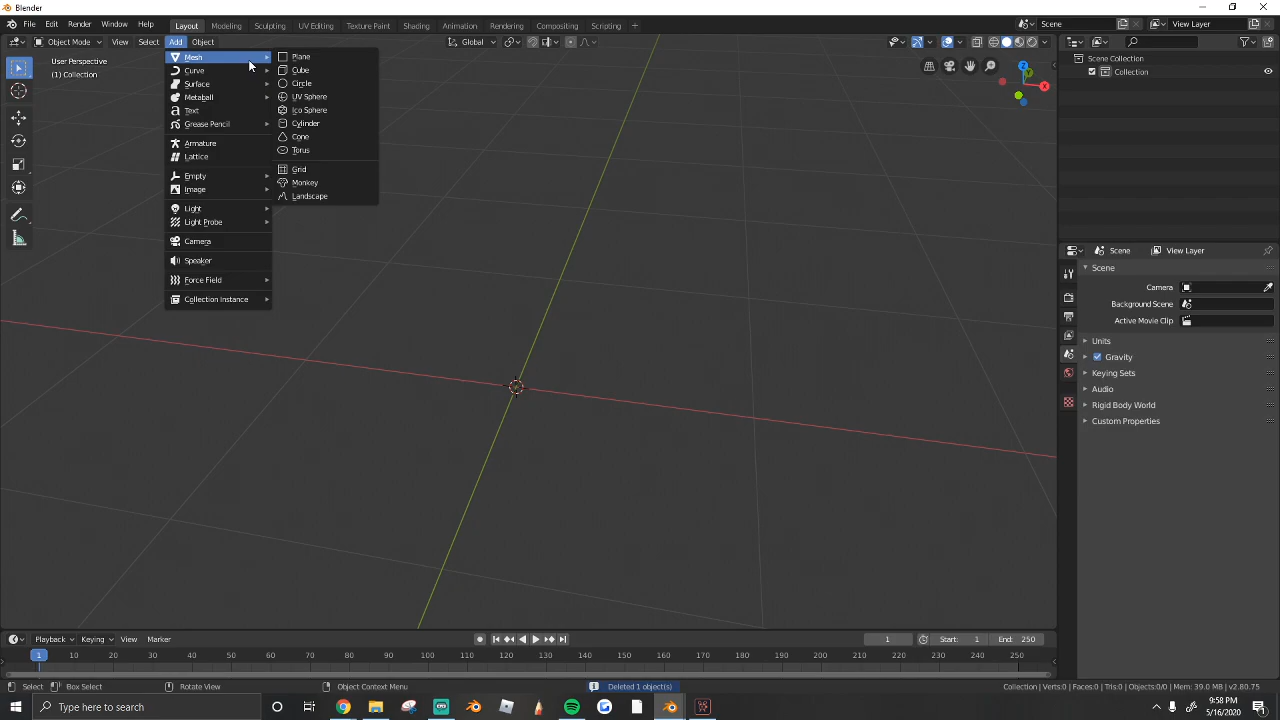 Blender
File Edit Render Window Help Layout Modeling Sculpting UV Editing Texture Paint Shading Animation Rendering Compositing Scripting + Scene View Layer
Object Mode View Select Add Object Global
User Perspective
(1) Collection
Mesh
Curve
Surface
Metaball
Text
Grease Pencil
Armature
Lattice
Empty
Image
Light
Light Probe
Camera
Speaker
Force Field
Collection Instance
Plane
Cube
Circle
UV Sphere
Ico Sphere
Cylinder
Cone
Torus
Grid
Monkey
Landscape
Z
X
Scene Collection
Collection
Scene View Layer
Scene
Camera
Background Scene
Active Movie Clip
Units
Gravity
Keying Sets
Audio
Rigid Body World
Custom Properties
Playback Keying View Marker 1 Start: 1 End: 250
1 10 20 30 40 50 60 70 80 90 100 110 120 130 140 150 160 170 180 190 200 210 220 230 240 250
Select Box Select Rotate View Object Context Menu Deleted 1 object(s) Collection | Verts:0 | Faces:0 | Tris:0 | Objects:0/0 | Mem: 39.0 MB | v2.80.75
Type here to search
9:58 PM
5/16/2020